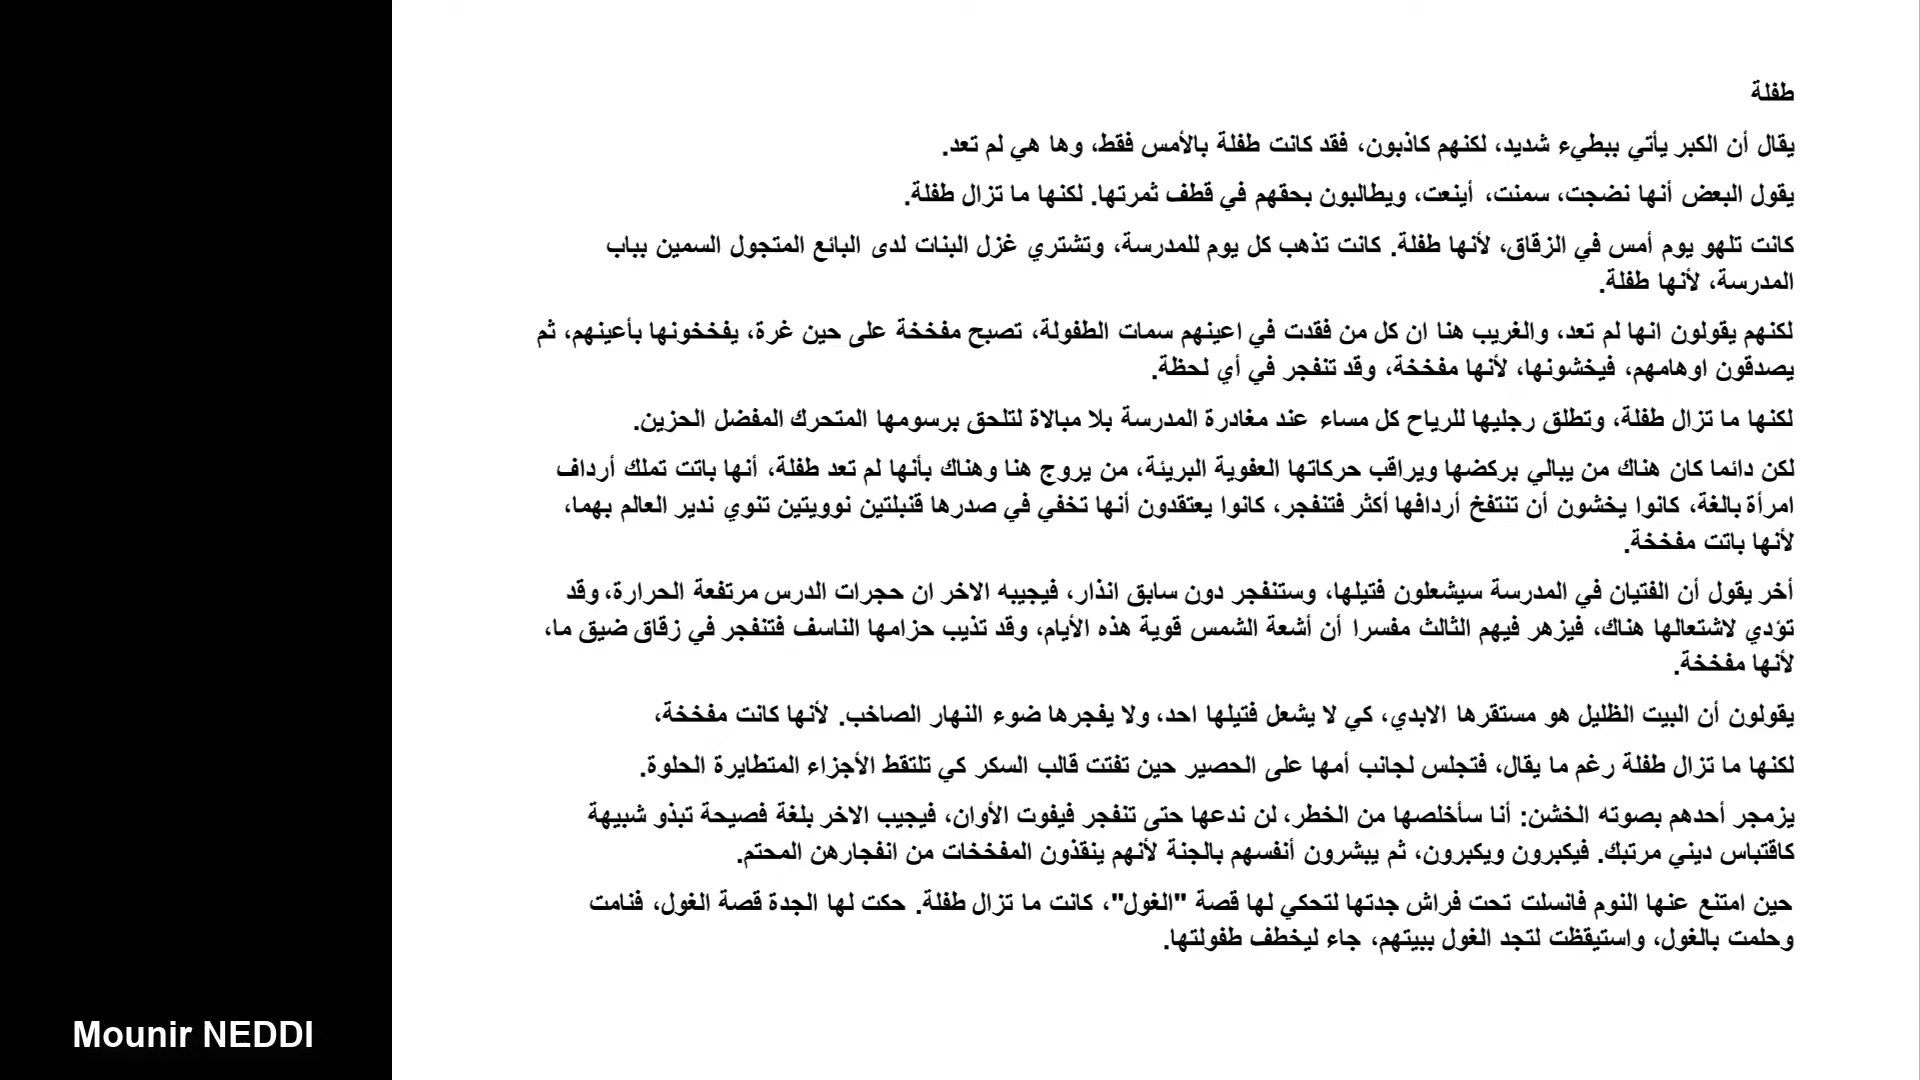 طفلة
يقال أن الكبر يأتي ببطيء شديد، لكنهم كاذبون، فقد كانت طفلة بالأمس فقط، وها هي لم تعد.
يقول البعض أنها نضجت، سمنت، أينعت، ويطالبون بحقهم في قطف ثمرتها. لكنها ما تزال طفلة.
كانت تلهو يوم أمس في الزقاق، لأنها طفلة. كانت تذهب كل يوم للمدرسة، وتشتري غزل البنات لدى البائع المتجول السمين بباب
المدرسة، لأنها طفلة.
لكنهم يقولون انها لم تعد، والغريب هنا ان كل من فقدت في اعينهم سمات الطفولة، تصبح مفخخة على حين غرة، يفخخونها بأعينهم، ثم
يصدقون اوهامهم، فيخشونها، لأنها مفخخة، وقد تنفجر في أي لحظة.
لكنها ما تزال طفلة، وتطلق رجليها للرياح كل مساء عند مغادرة المدرسة بلا مبالاة لتلحق برسومها المتحرك المفضل الحزين.
لكن دائما كان هناك من يبالي بركضها ويراقب حركاتها العفوية البريئة، من يروج هنا وهناك بأنها لم تعد طفلة، أنها باتت تملك أرداف
امرأة بالغة، كانوا يخشون أن تنتفخ أردافها أكثر فتنفجر، كانوا يعتقدون أنها تخفي في صدرها قنبلتين نوويتين تنوي ندير العالم بهما،
لأنها باتت مفخخة.
أخر يقول أن الفتيان في المدرسة سيشعلون فتيلها، وستنفجر دون سابق انذار، فيجيبه الاخر ان حجرات الدرس مرتفعة الحرارة، وقد
تؤدي لاشتعالها هناك، فيزهر فيهم الثالث مفسرا أن أشعة الشمس قوية هذه الأيام، وقد تذيب حزامها الناسف فتنفجر في زقاق ضيق ما،
لأنها مفخخة.
يقولون أن البيت الظليل هو مستقرها الابدي، كي لا يشعل فتيلها احد، ولا يفجرها ضوء النهار الصاخب. لأنها كانت مفخخة،
لكنها ما تزال طفلة رغم ما يقال، فتجلس لجانب أمها على الحصير حين تفتت قالب السكر كي تلتقط الأجزاء المتطايرة الحلوة.
يزمجر أحدهم بصوته الخشن: أنا سأخلصها من الخطر، لن ندعها حتى تنفجر فيفوت الأوان، فيجيب الاخر بلغة فصيحة تبذو شبيهة
كاقتباس ديني مرتبك. فيكبرون ويكبرون، ثم يبشرون أنفسهم بالجنة لأنهم ينقذون المفخخات من انفجارهن المحتم.
حين امتنع عنها النوم فانسلت تحت فراش جدتها لتحكي لها قصة "الغول"، كانت ما تزال طفلة. حكت لها الجدة قصة الغول، فنامت
وحلمت بالغول، واستيقظت لتجد الغول ببيتهم، جاء ليخطف طفولتها.
Mounir NEDDI